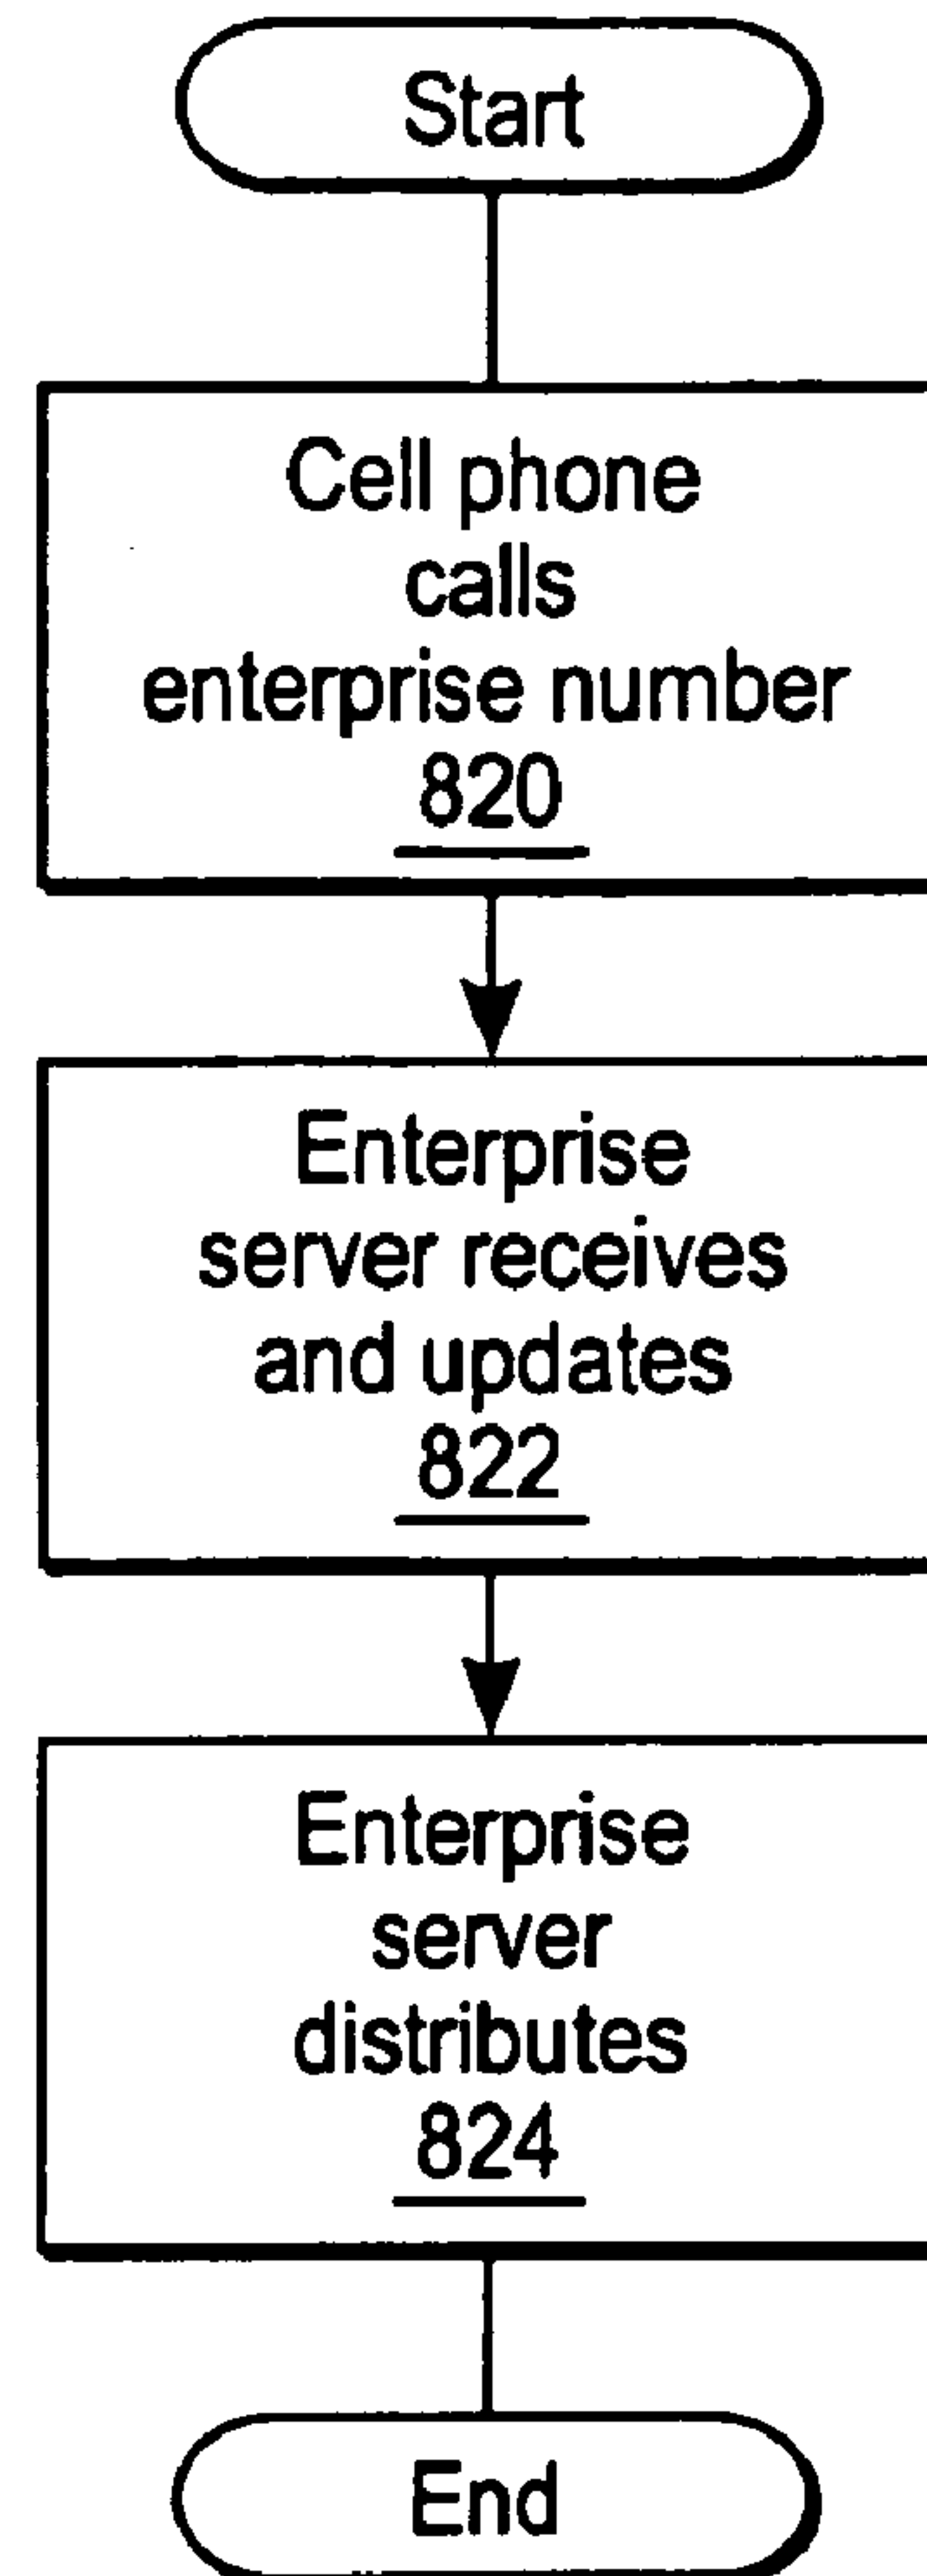 Start
Cell phone
calls
enterprise number
820
Enterprise
server receives
and updates
822
Enterprise
server
distributes
824
End